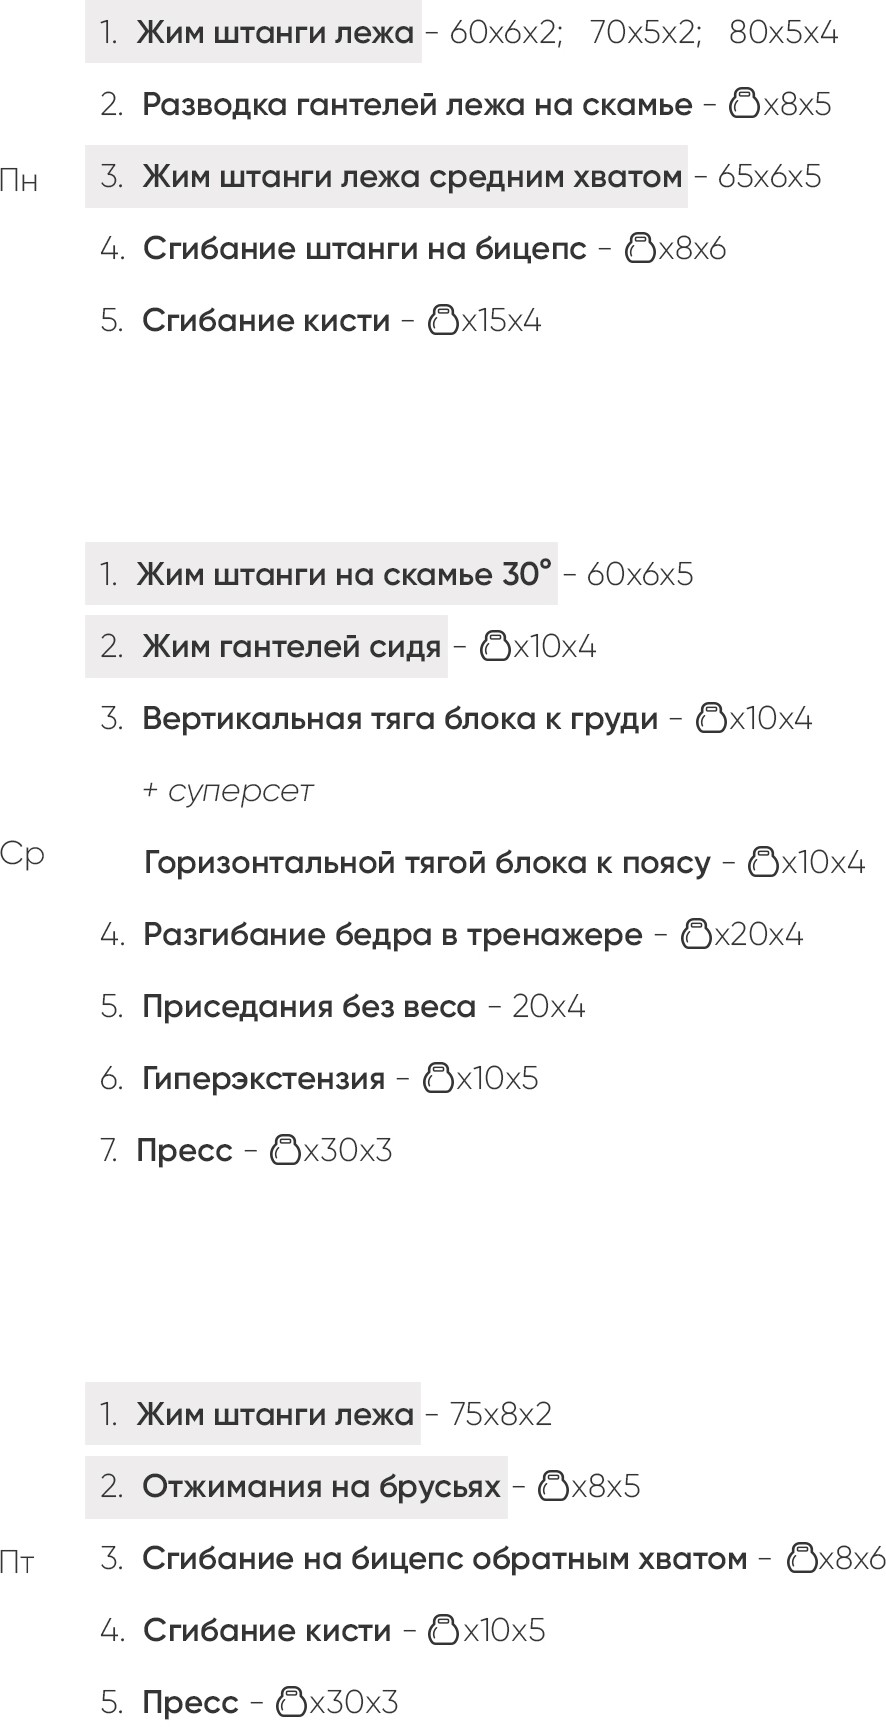 1. Жим штанги лежа – 60х6х2; 70х5х2; 80х5х4
2. Разводка гантелей лежа на скамье – х8х5
Пн
3. Жим штанги лежа средним хватом – 65х6х5
4. Сгибание штанги на бицепс – х8х6
5. Сгибание кисти – х15х4
1. Жим штанги на скамье 30° – 60х6х5
2. Жим гантелей сидя – х10х4
3. Вертикальная тяга блока к груди – х10х4
+ суперсет
Ср
Горизонтальной тягой блока к поясу – х10х4
4. Разгибание бедра в тренажере – х20х4
5. Приседания без веса – 20х4
6. Гиперэкстензия – х10х5
7. Пресс – х30х3
1. Жим штанги лежа – 75х8х2
2. Отжимания на брусьях – х8х5
Пт
3. Сгибание на бицепс обратным хватом – х8х6
4. Сгибание кисти – х10х5
5. Пресс – х30х3